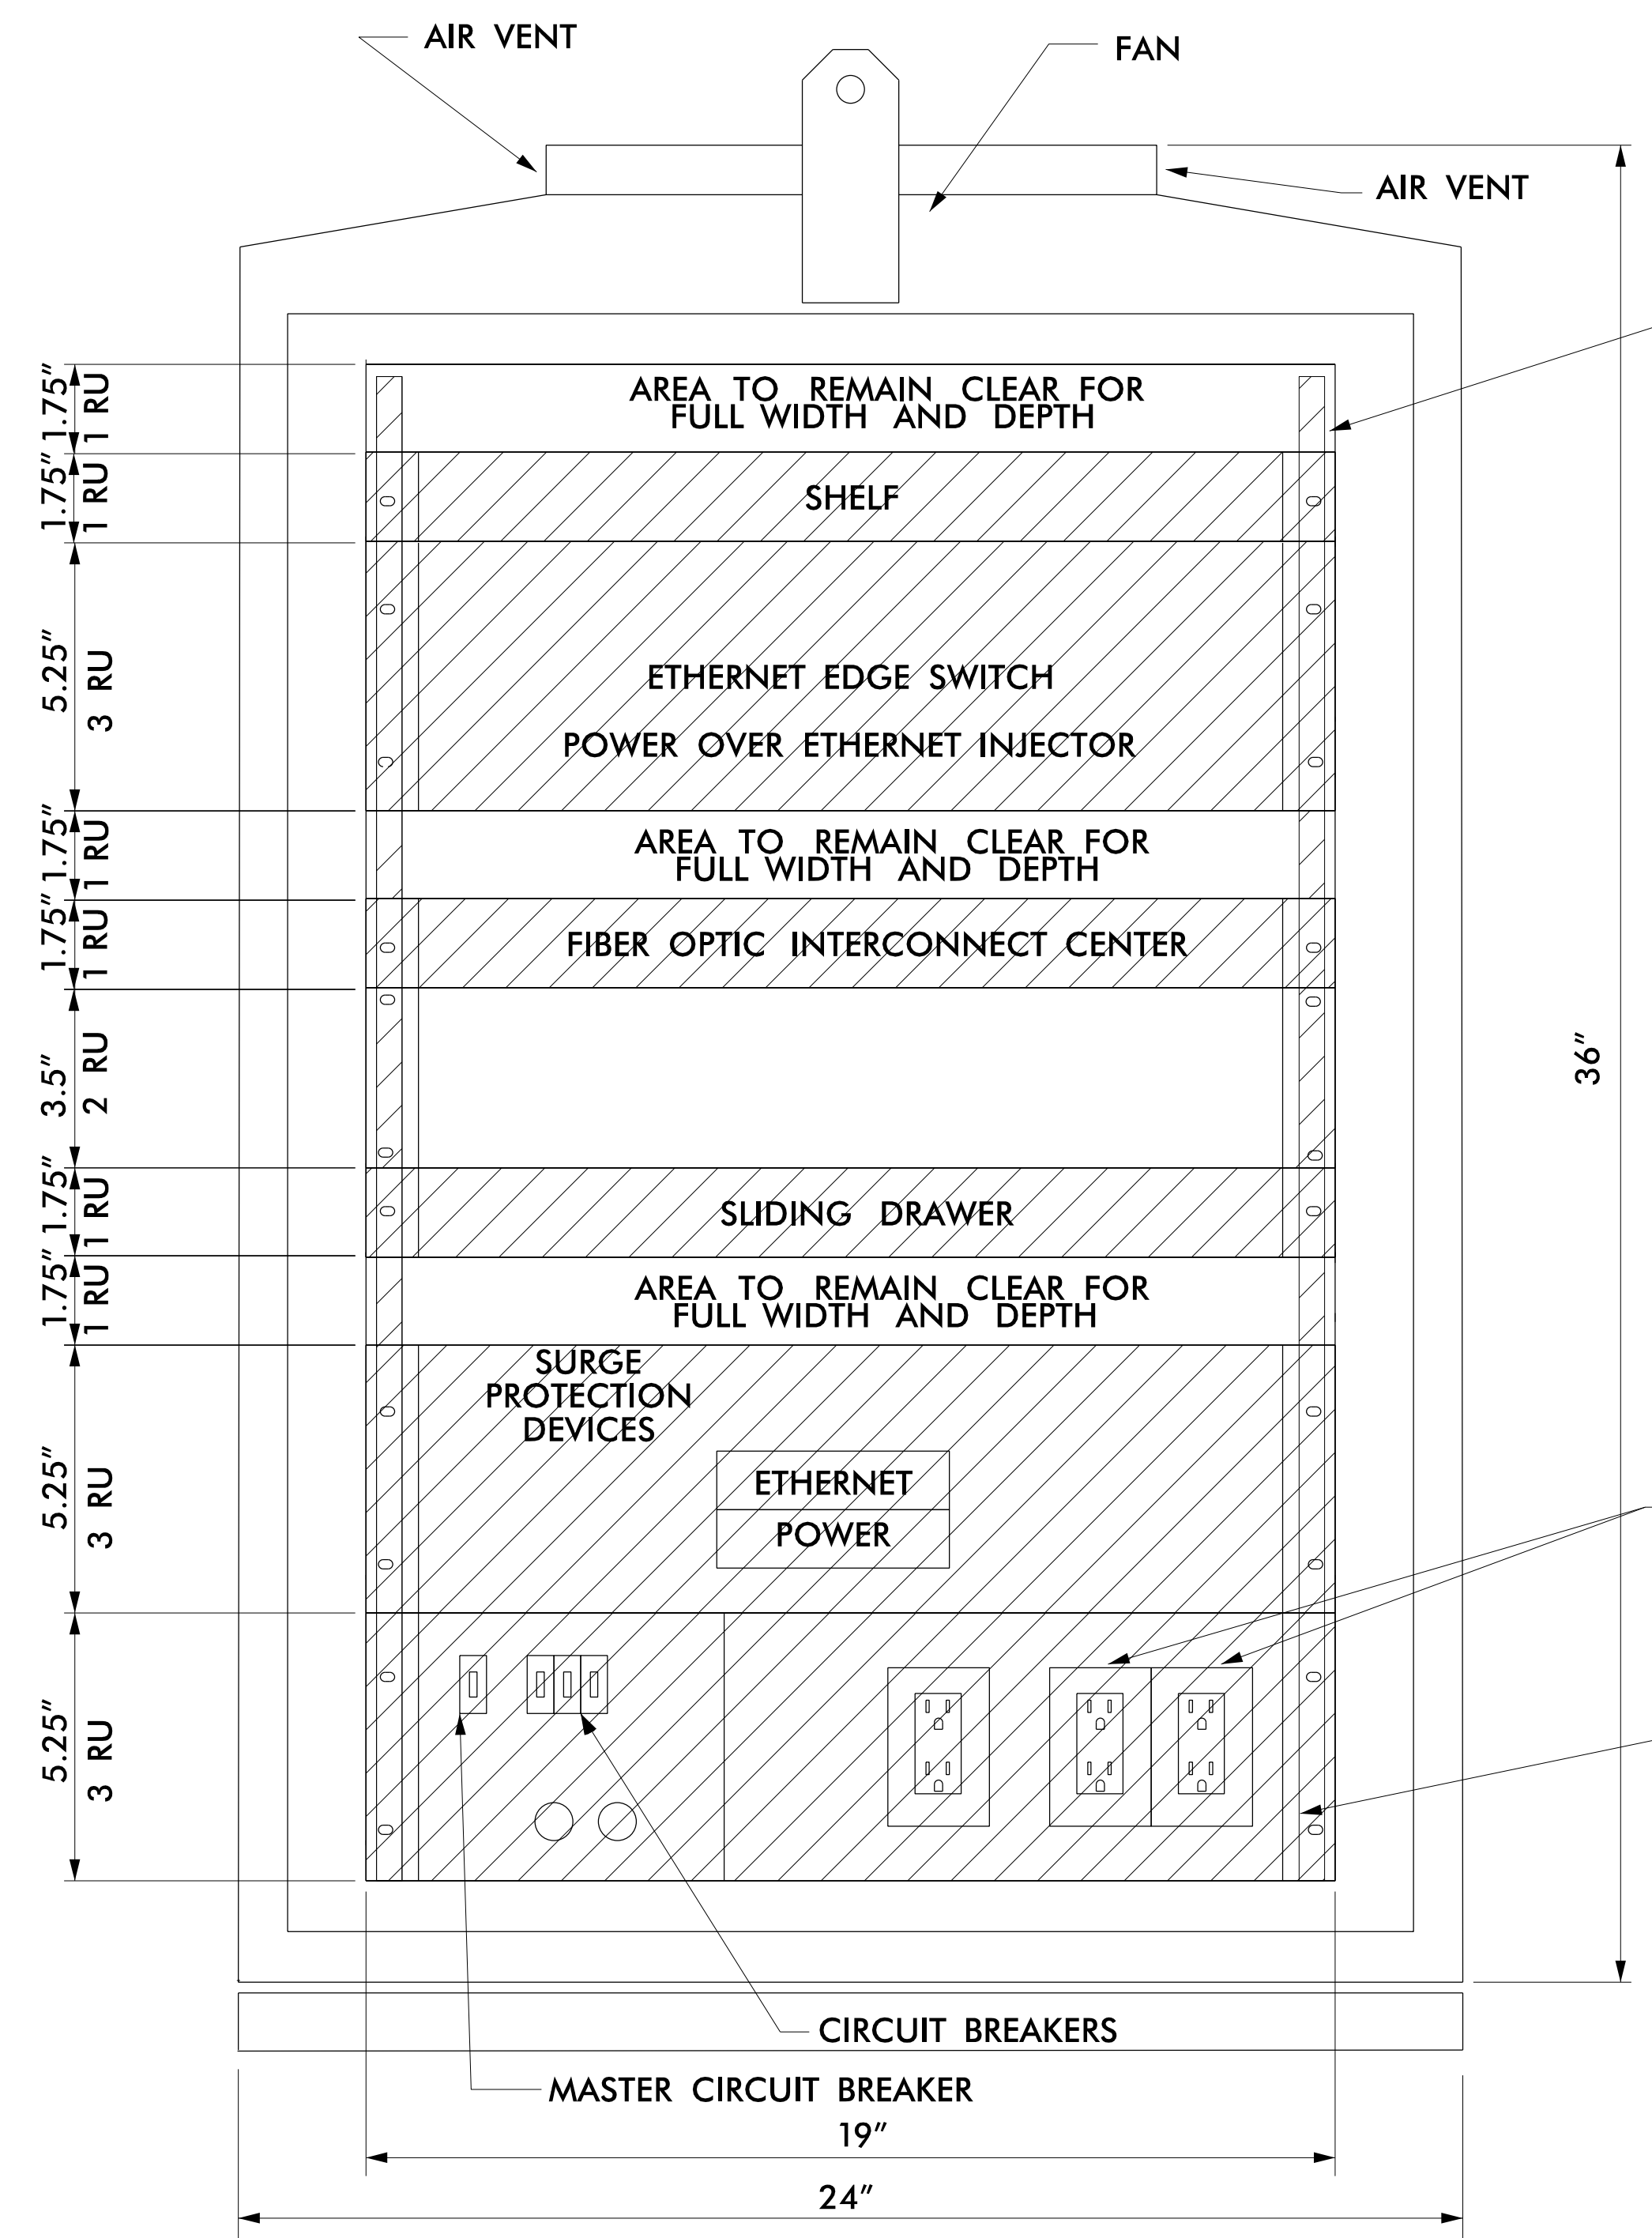 AIR VENT
FAN
AIR VENT
1.75"
1 RU
AREA TO REMAIN CLEAR FOR
FULL WIDTH AND DEPTH
1.75"
1 RU
SHELF
5.25"
3 RU
ETHERNET EDGE SWITCH
POWER OVER ETHERNET INJECTOR
1.75"
1 RU
AREA TO REMAIN CLEAR FOR
FULL WIDTH AND DEPTH
1.75"
1 RU
FIBER OPTIC INTERCONNECT CENTER
3.5"
2 RU
36"
1.75"
1 RU
SLIDING DRAWER
1.75"
1 RU
AREA TO REMAIN CLEAR FOR
FULL WIDTH AND DEPTH
5.25"
3 RU
SURGE
PROTECTION
DEVICES
ETHERNET
POWER
5.25"
3 RU
CIRCUIT BREAKERS
MASTER CIRCUIT BREAKER
19"
24"